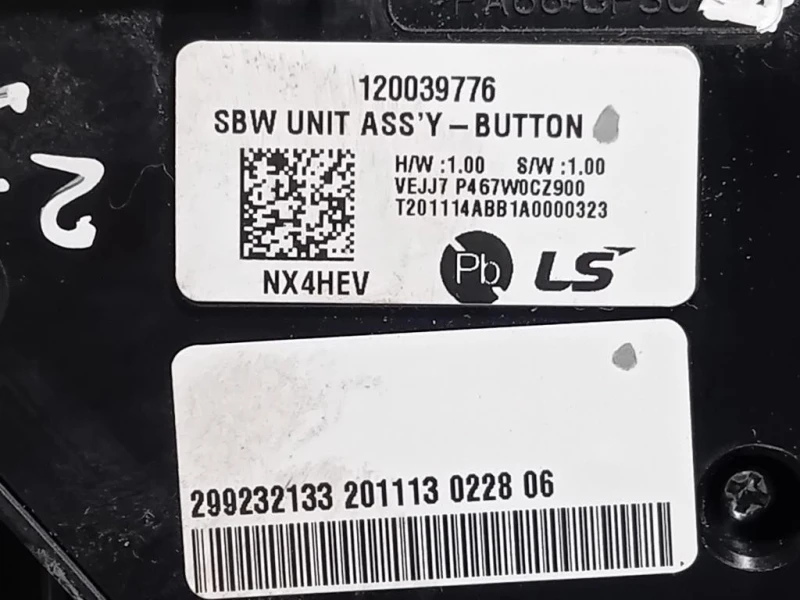 120039776
SBW UNIT ASS'Y – BUTTON
H/W :1.00 S/W :1.00
VEJJ7 P467W0CZ900
T201114ABB1A0000323
NX4HEV
Pb
LS
299232133 201113 0228 06
2